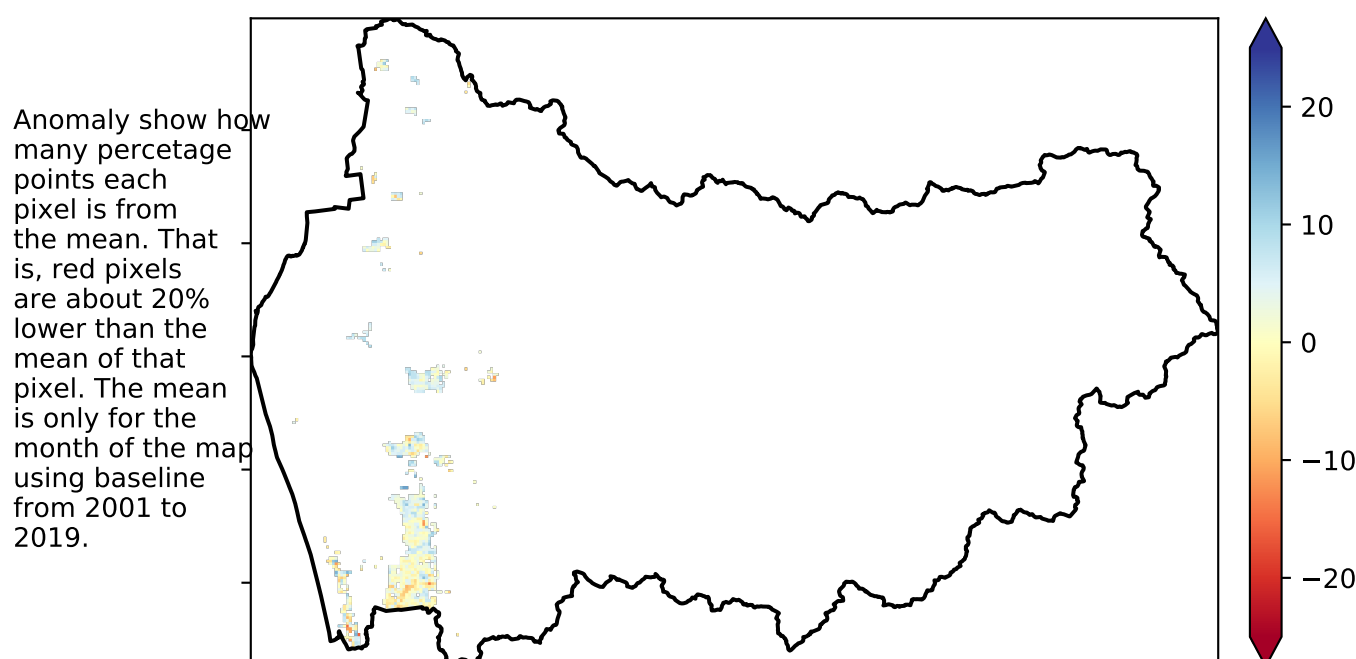 Anomaly show how
many percetage
points each
pixel is from
the mean. That
is, red pixels
are about 20%
lower than the
mean of that
pixel. The mean
is only for the
month of the map
using baseline
from 2001 to
2019.
20
10
0
−10
−20